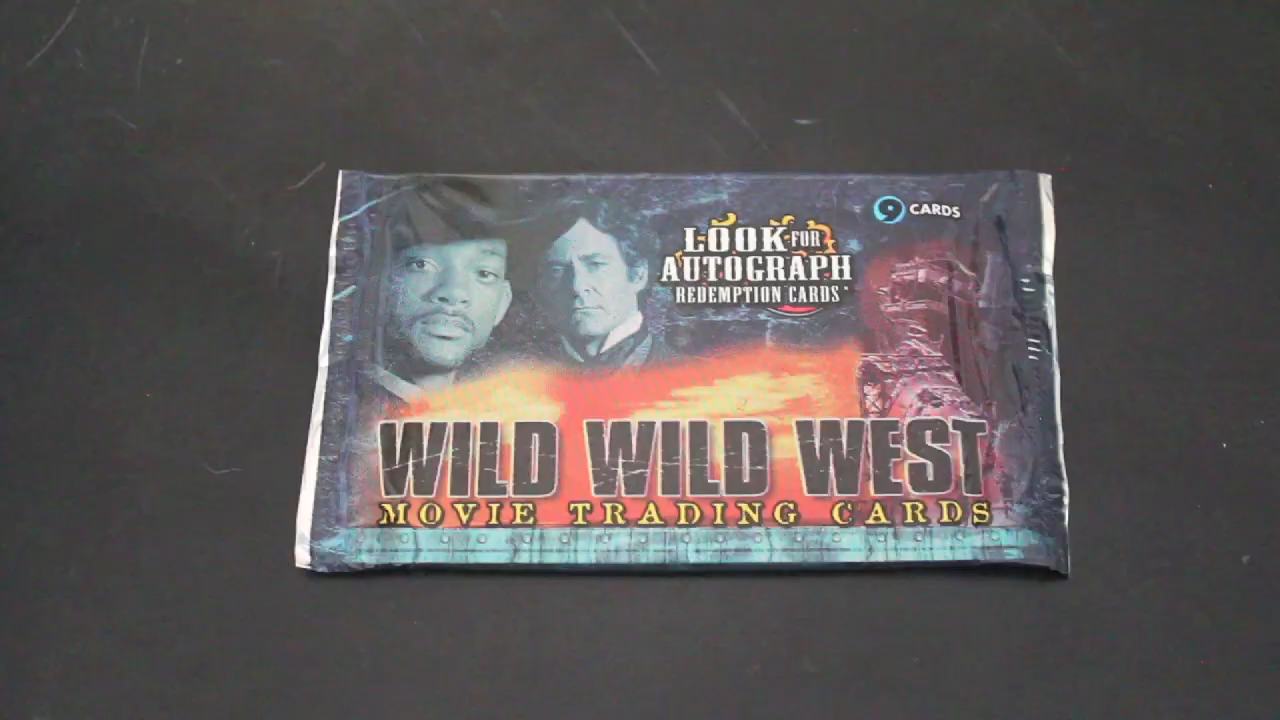 9 CARDS
LOOK FOR
AUTOGRAPH
REDEMPTION CARDS*
WILD WILD WEST
MOVIE TRADING CARDS